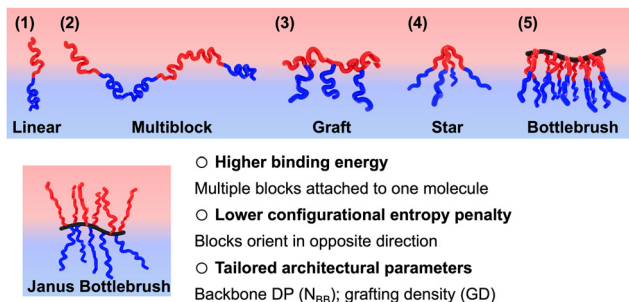 (1) (2) (3) (4) (5)
Linear Multiblock Graft Star Bottlebrush
○ Higher binding energy
Multiple blocks attached to one molecule
○ Lower configurational entropy penalty
Blocks orient in opposite direction
○ Tailored architectural parameters
Backbone DP (N_BB); grafting density (GD)
Janus Bottlebrush